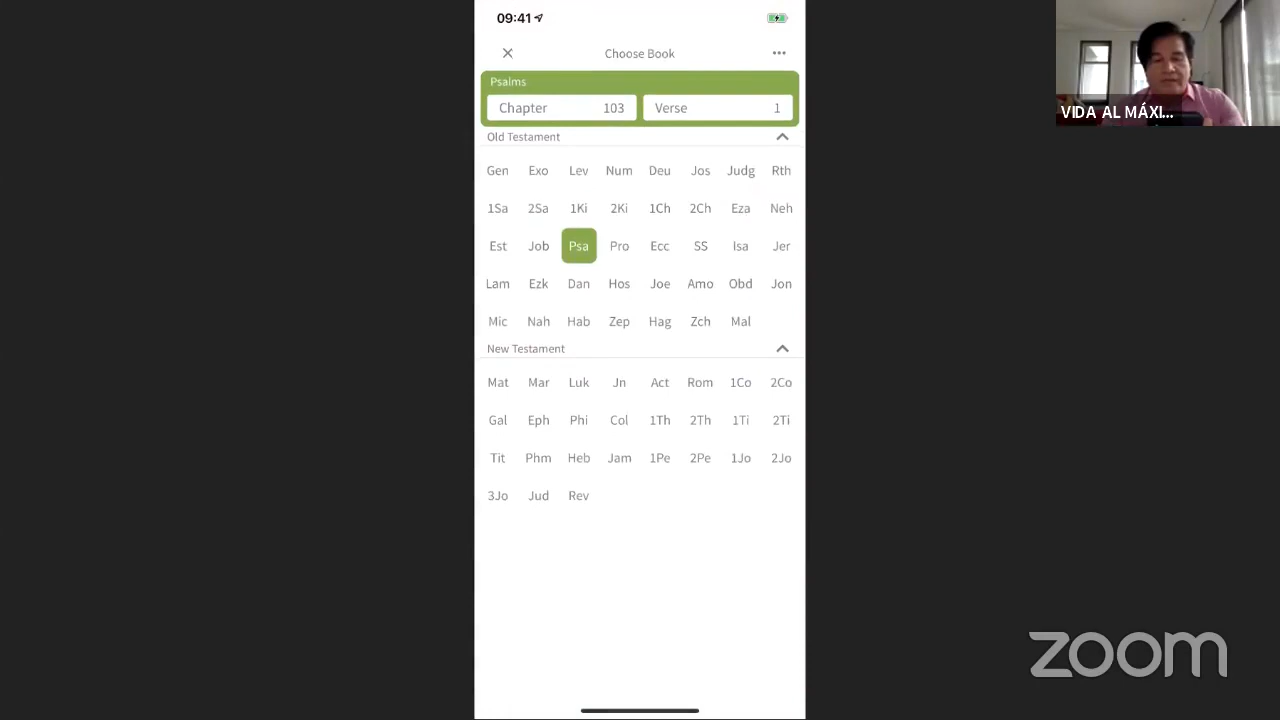 09:41
Choose Book
Psalms
Chapter 103 Verse 1
Old Testament
Gen Exo Lev Num Deu Jos Judg Rth
1Sa 2Sa 1Ki 2Ki 1Ch 2Ch Eza Neh
Est Job Psa Pro Ecc SS Isa Jer
Lam Ezk Dan Hos Joe Amo Obd Jon
Mic Nah Hab Zep Hag Zch Mal
New Testament
Mat Mar Luk Jn Act Rom 1Co 2Co
Gal Eph Phi Col 1Th 2Th 1Ti 2Ti
Tit Phm Heb Jam 1Pe 2Pe 1Jo 2Jo
3Jo Jud Rev
VIDA AL MÁXI...
zoom